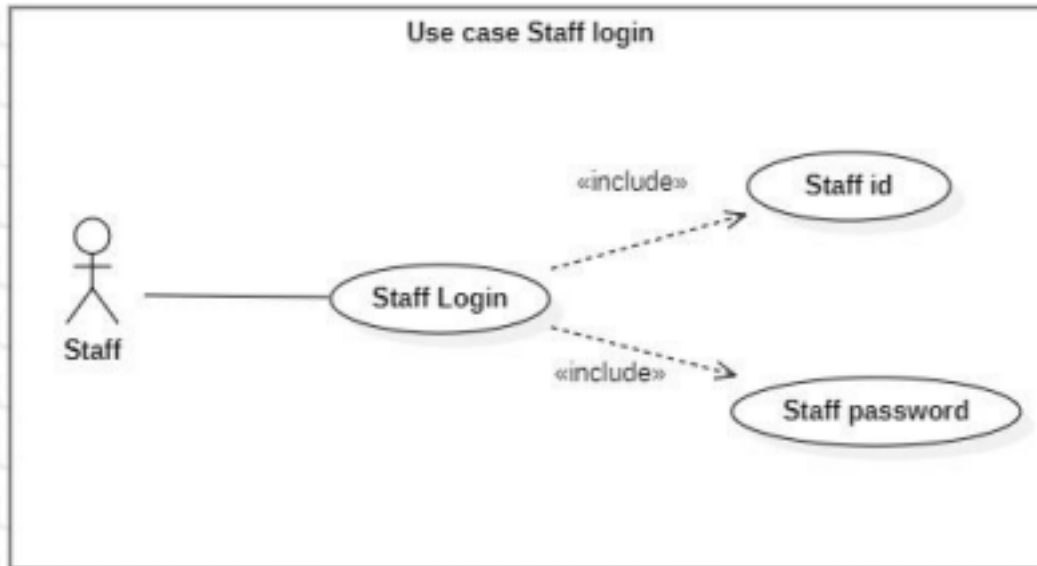 Use case Staff login
«include»
Staff id
Staff Login
Staff
«include»
Staff password